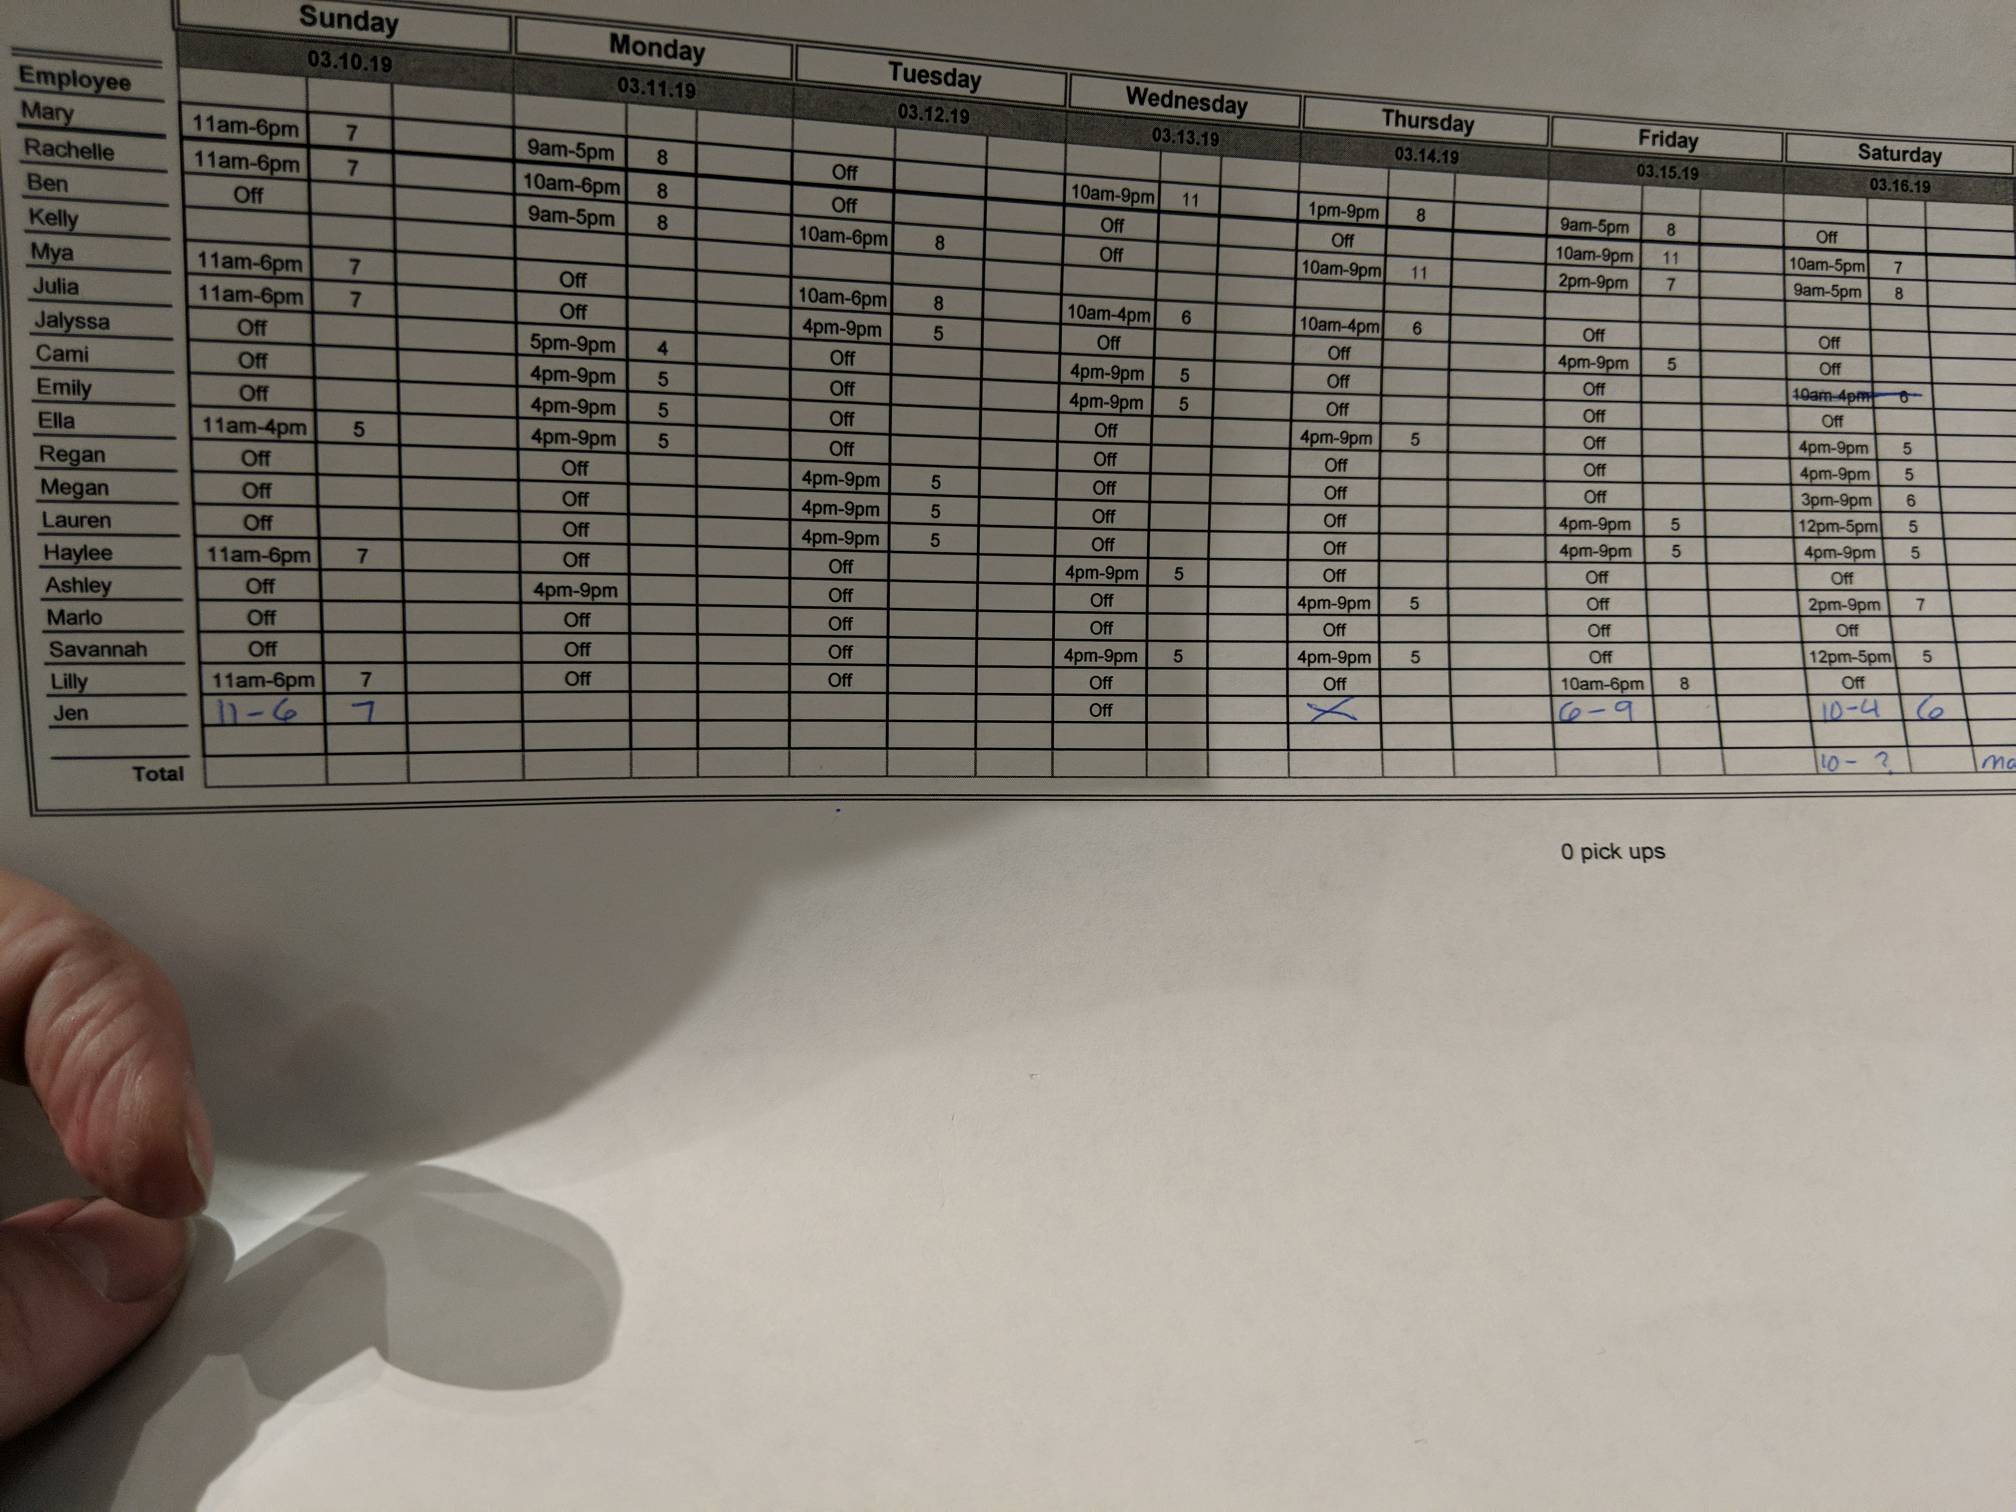 Sunday Monday Tuesday Wednesday Thursday Friday Saturday
03.10.19 03.11.19 03.12.19 03.13.19 03.14.19 03.15.19 03.16.19
Employee
Mary 11am-6pm 7 9am-5pm 8 Off 10am-9pm 11 1pm-9pm 8 9am-5pm 8 Off
Rachelle 11am-6pm 7 10am-6pm 8 Off Off Off 10am-9pm 11 10am-5pm 7
Ben Off 9am-5pm 8 10am-6pm 8 Off 10am-9pm 11 2pm-9pm 7 9am-5pm 8
Kelly
Mya 11am-6pm 7 Off 10am-6pm 8 10am-4pm 6 10am-4pm 6 Off Off
Julia 11am-6pm 7 Off 4pm-9pm 5 Off Off 4pm-9pm 5 Off
Jalyssa Off 5pm-9pm 4 Off 4pm-9pm 5 Off Off 10am-4pm 6
Cami Off 4pm-9pm 5 Off 4pm-9pm 5 Off Off Off
Emily Off 4pm-9pm 5 Off Off 4pm-9pm 5 Off 4pm-9pm 5
Ella 11am-4pm 5 4pm-9pm 5 Off Off Off Off 4pm-9pm 5
Regan Off Off 4pm-9pm 5 Off Off Off 3pm-9pm 6
Megan Off Off 4pm-9pm 5 Off Off 4pm-9pm 5 12pm-5pm 5
Lauren Off Off 4pm-9pm 5 Off Off 4pm-9pm 5 4pm-9pm 5
Haylee 11am-6pm 7 Off Off 4pm-9pm 5 Off Off Off
Ashley Off 4pm-9pm Off Off 4pm-9pm 5 Off 2pm-9pm 7
Marlo Off Off Off Off Off Off Off
Savannah Off Off Off 4pm-9pm 5 4pm-9pm 5 Off 12pm-5pm 5
Lilly 11am-6pm 7 Off Off Off Off 10am-6pm 8 Off
Jen 11-6 7 Off X 6-9 10-4 6
Total 10-?
0 pick ups